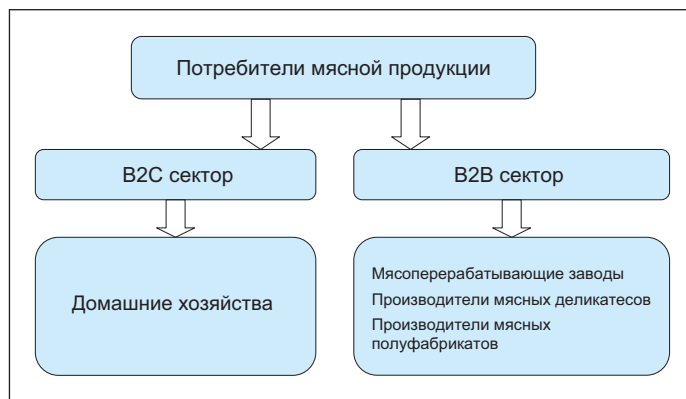 Потребители мясной продукции
B2C сектор
B2B сектор
Домашние хозяйства
Мясоперерабатывающие заводы
Производители мясных деликатесов
Производители мясных
полуфабрикатов